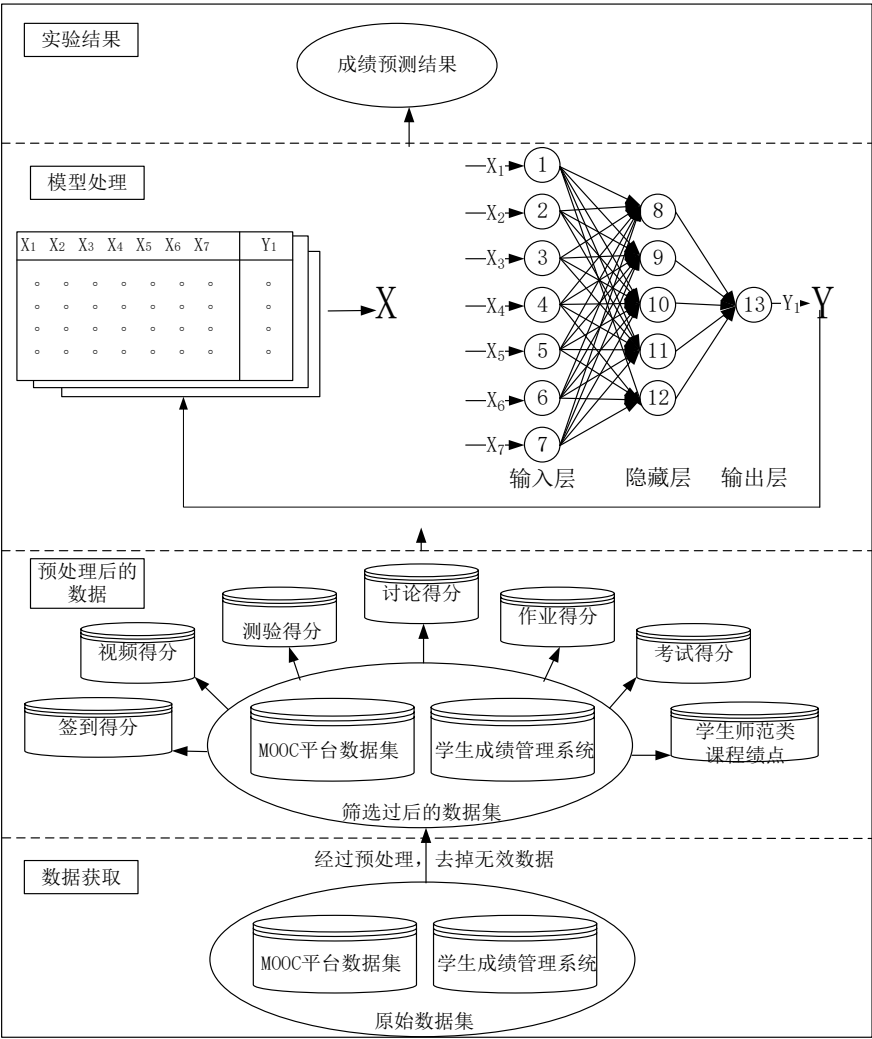 实验结果
成绩预测结果
模型处理
X1 X2 X3 X4 X5 X6 X7 Y1
X
X1 1
X2 2
X3 3
X4 4
X5 5
X6 6
X7 7
8
9
10
11
12
13 Y1 Y
输入层 隐藏层 输出层
预处理后的
数据
签到得分
视频得分
测验得分
讨论得分
作业得分
考试得分
学生师范类
课程绩点
MOOC平台数据集 学生成绩管理系统
筛选过后的数据集
经过预处理，去掉无效数据
数据获取
MOOC平台数据集 学生成绩管理系统
原始数据集